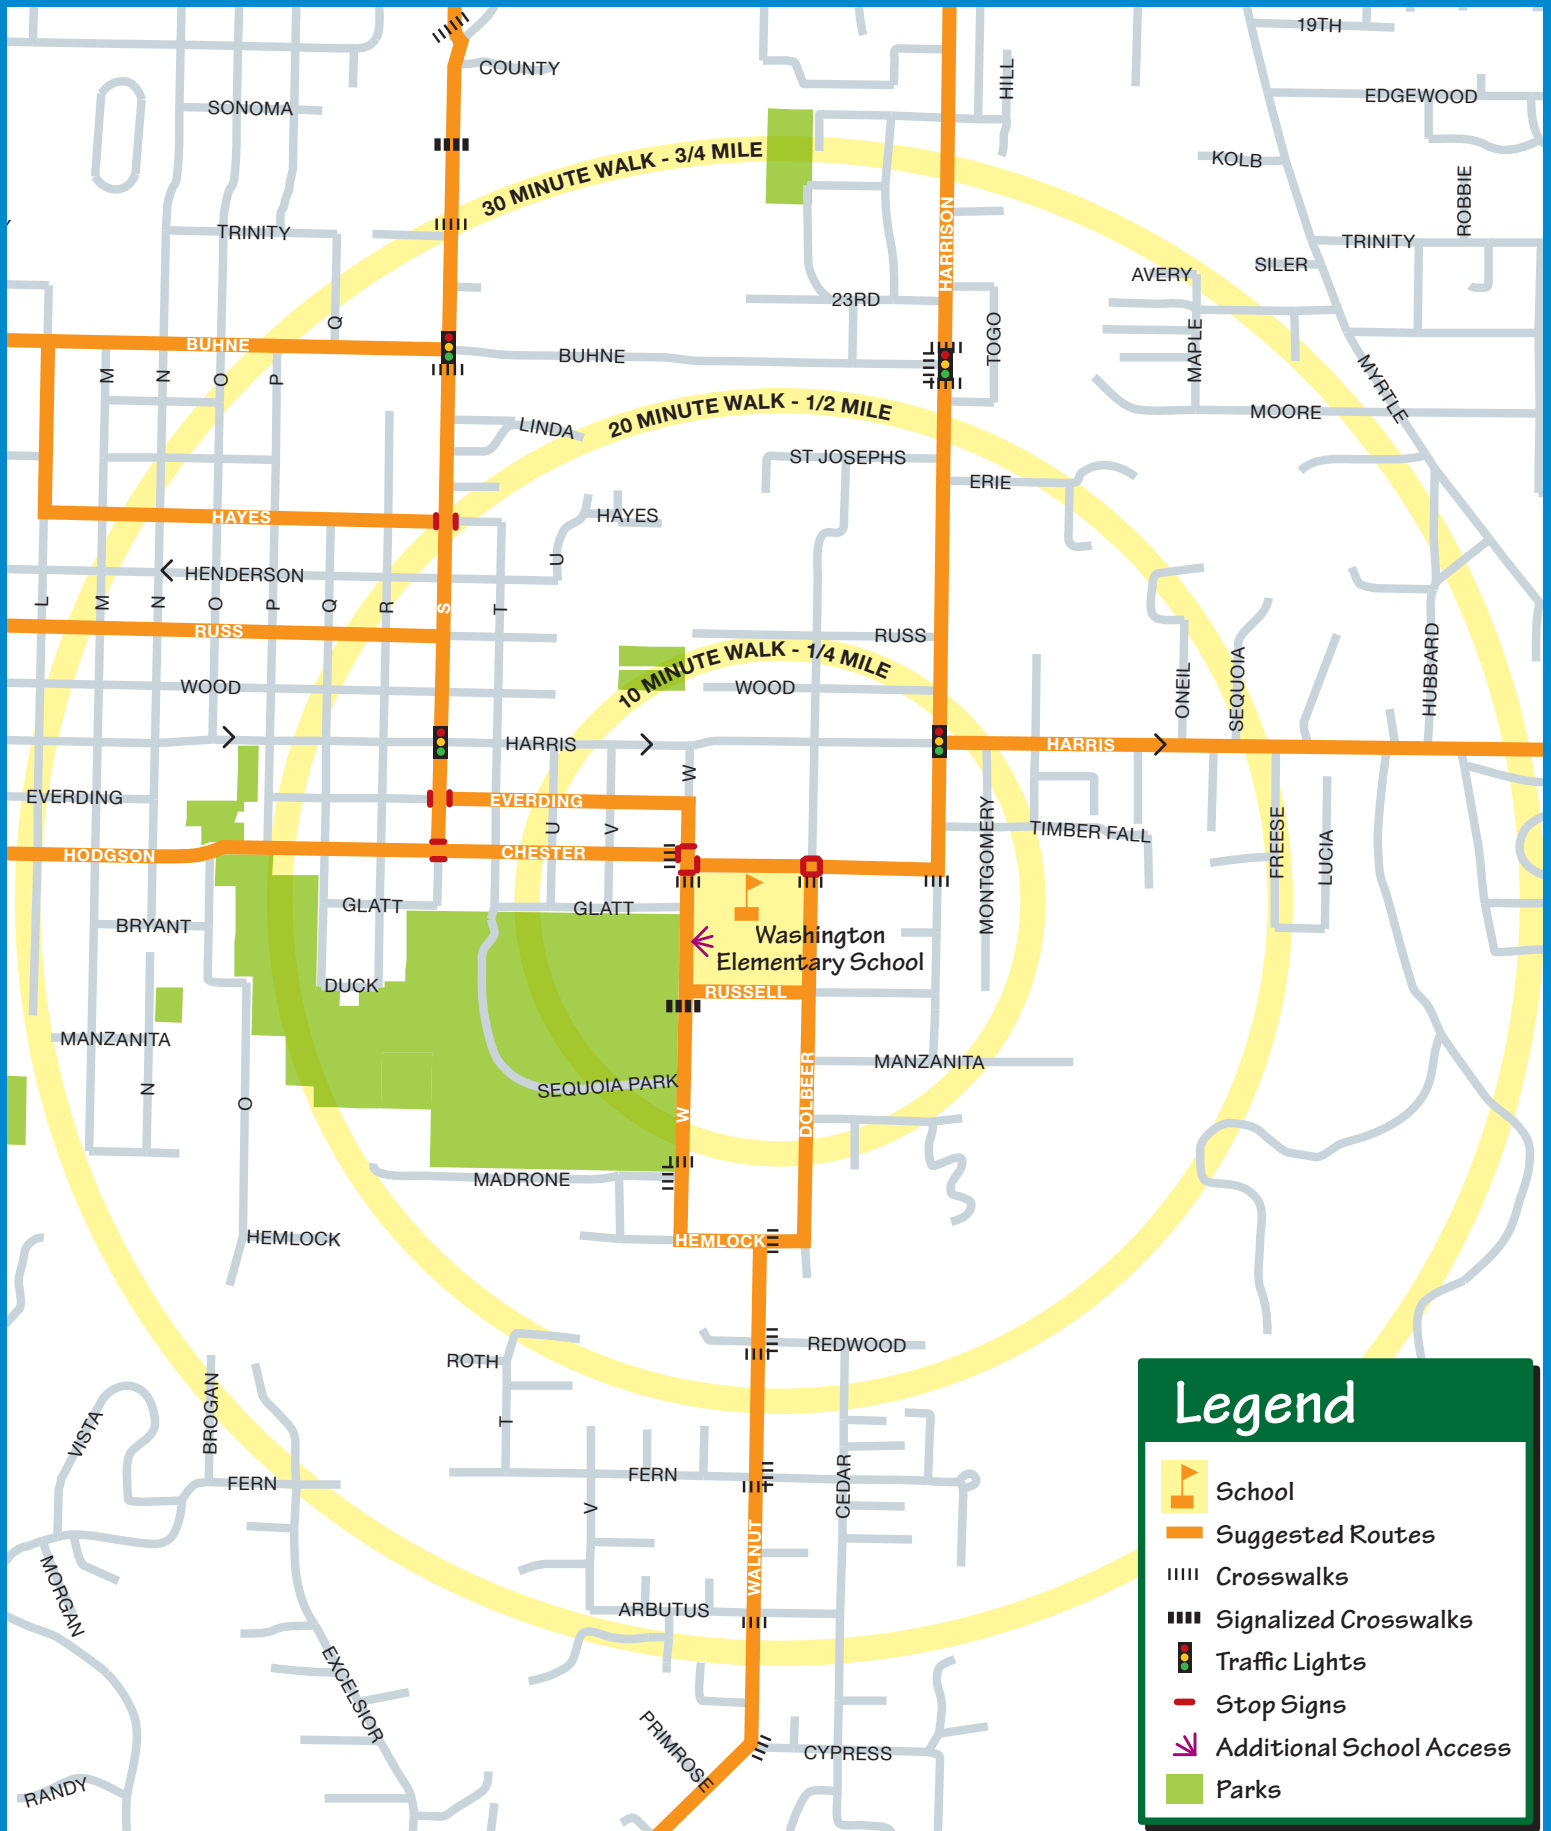 19TH
COUNTY
HILL
EDGEWOOD
SONOMA
KOLB
30 MINUTE WALK - 3/4 MILE
ROBBIE
TRINITY
HARRISON
TRINITY
SILER
AVERY
23RD
Q
TOGO
MAPLE
BUHNE
BUHNE
M
N
O
P
MYRTLE
20 MINUTE WALK - 1/2 MILE
MOORE
LINDA
ST JOSEPHS
ERIE
HAYES
HAYES
U
HENDERSON
L
M
N
O
P
Q
R
S
T
RUSS
RUSS
10 MINUTE WALK - 1/4 MILE
ONEIL
SEQUOIA
HUBBARD
WOOD
WOOD
HARRIS
HARRIS
W
EVERDING
EVERDING
U
V
MONTGOMERY
TIMBER FALL
FREESE
LUCIA
HODGSON
CHESTER
GLATT
GLATT
BRYANT
Washington
Elementary School
DUCK
RUSSELL
MANZANITA
MANZANITA
N
O
SEQUOIA PARK
W
DOLBEER
MADRONE
HEMLOCK
HEMLOCK
REDWOOD
ROTH
T
VISTA
BROGAN
FERN
FERN
V
CEDAR
WALNUT
MORGAN
ARBUTUS
EXCELSIOR
PRIMROSE
CYPRESS
RANDY
Legend
School
Suggested Routes
Crosswalks
Signalized Crosswalks
Traffic Lights
Stop Signs
Additional School Access
Parks